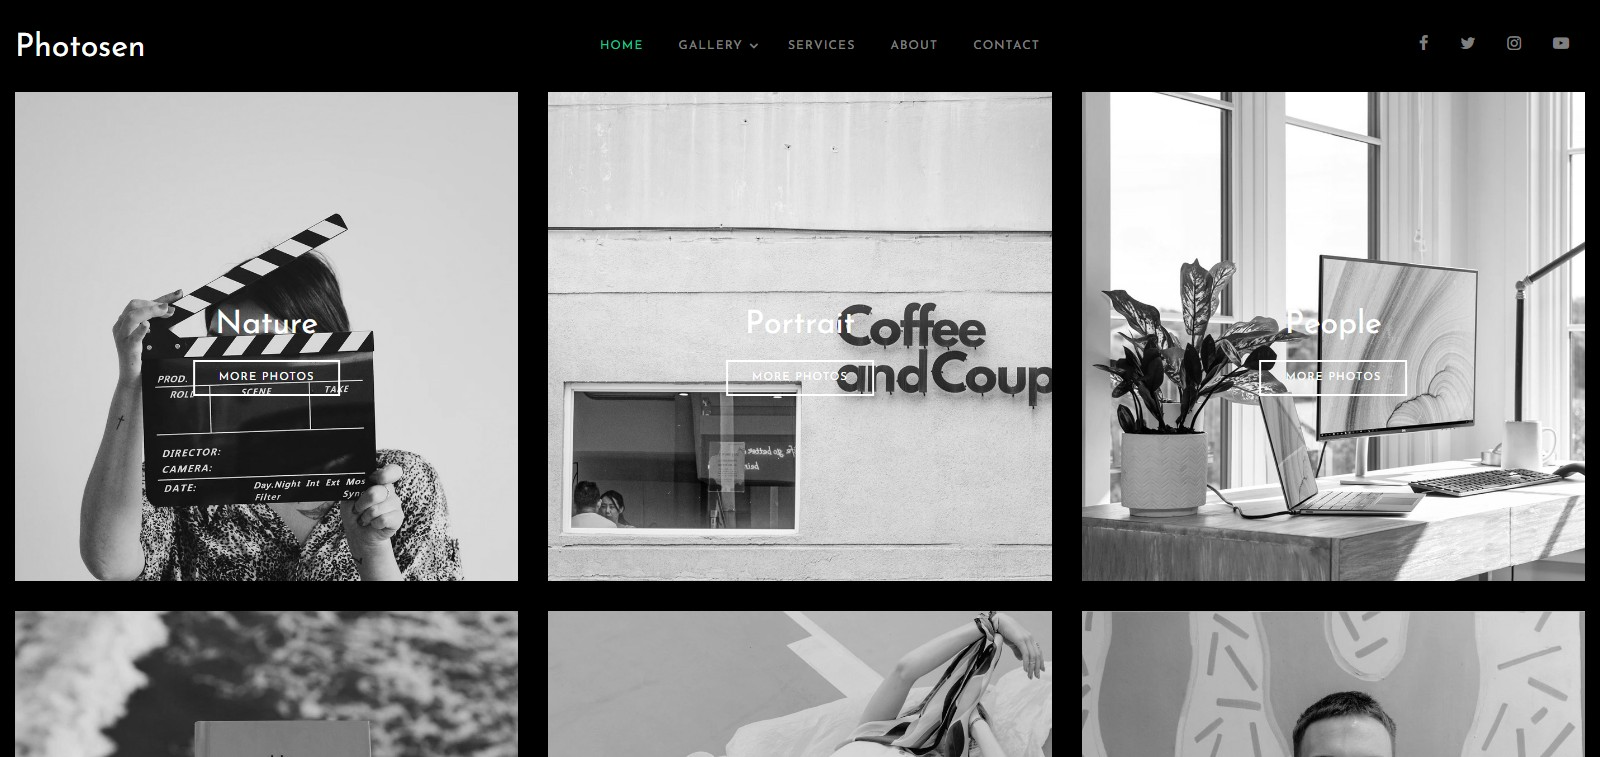 Photosen
HOME
GALLERY
SERVICES
ABOUT
CONTACT
Nature
MORE PHOTOS
PROD.
ROLL
SCENE
TAKE
DIRECTOR:
CAMERA:
DATE:
Day.Night Int Ext Mos
Filter Syn
Portrait
MORE PHOTOS
Coffee
and Coup
People
MORE PHOTOS